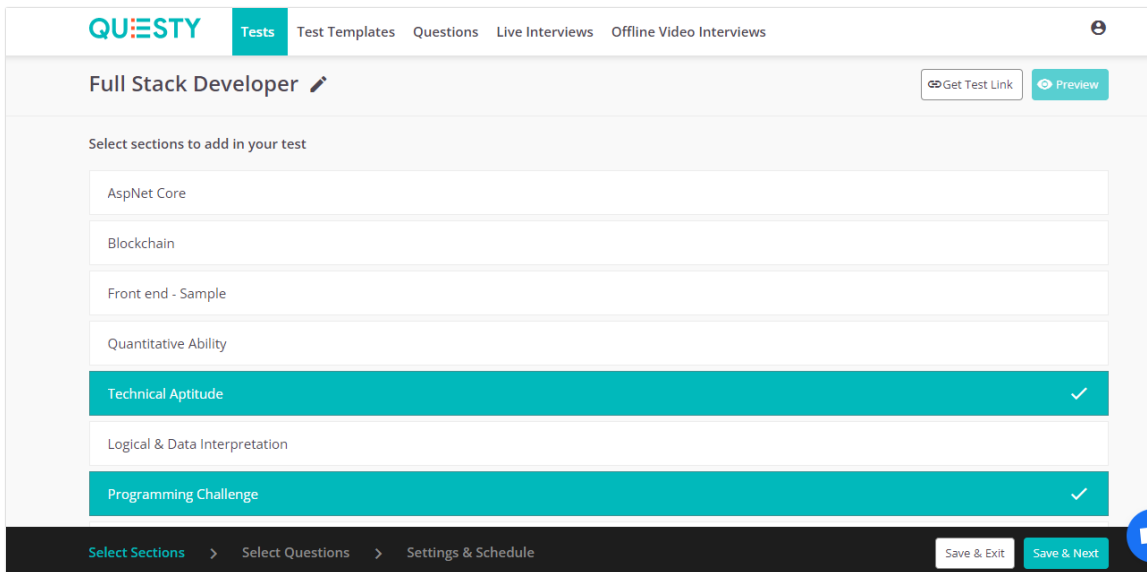 QUESTY Tests Test Templates Questions Live Interviews Offline Video Interviews
Full Stack Developer Get Test Link Preview
Select sections to add in your test
AspNet Core
Blockchain
Front end - Sample
Quantitative Ability
Technical Aptitude
Logical & Data Interpretation
Programming Challenge
Select Sections > Select Questions > Settings & Schedule Save & Exit Save & Next